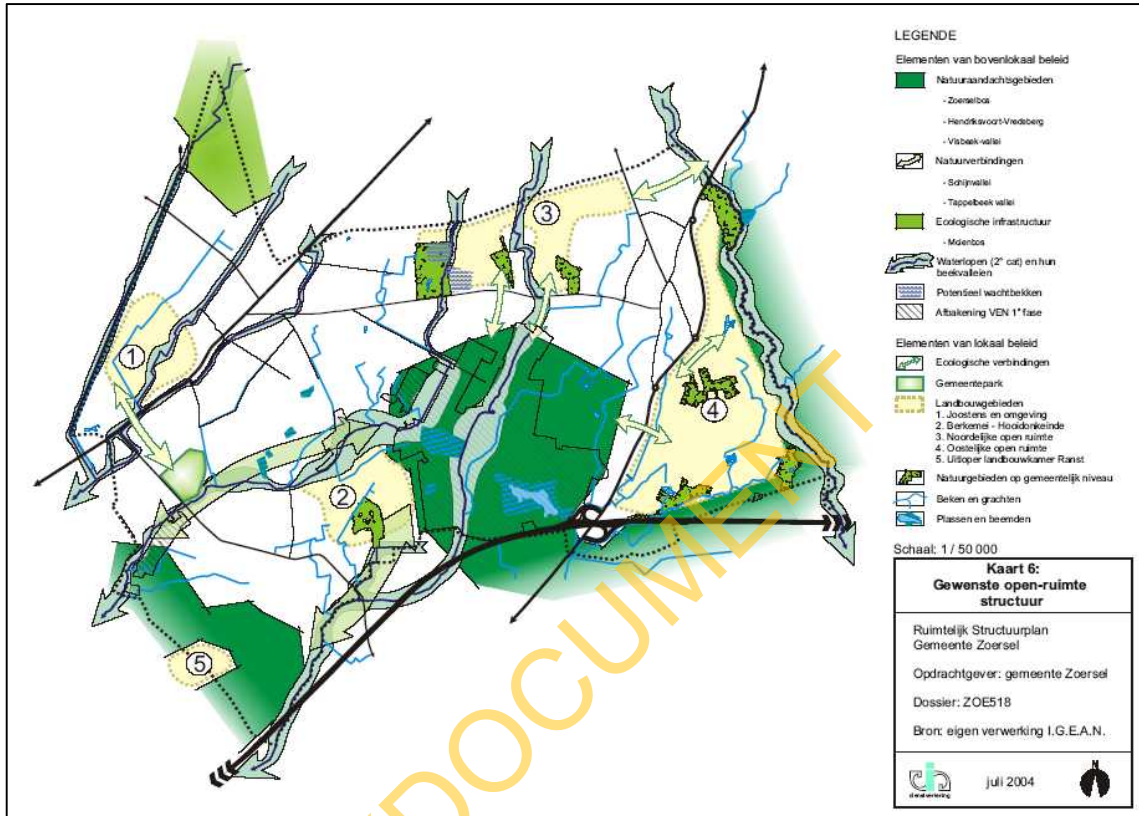 LEGENDE
Elementen van bovenlokaal beleid
Natuuraandachtsgebieden
- Zoerselbos
- Hendriksvoort-Vredeberg
- Visbeek-vallei
Natuurverbindingen
- Schijnvallei
- Tappelbeek vallei
Ecologische infrastructuur
- Molenbos
Waterlopen (2° cat) en hun
beekvalleien
Potentieel wachtbekken
Afbakening VEN 1° fase
Elementen van lokaal beleid
Ecologische verbindingen
Gemeentepark
Landbouwgebieden
1. Joostens en omgeving
2. Berkemei - Hooidonkeinde
3. Noordelijke open ruimte
4. Oostelijke open ruimte
5. Uitloper landbouwkamer Ranst
Natuurgebieden op gemeentelijk niveau
Beken en grachten
Plassen en beemden
Schaal: 1 / 50 000
Kaart 6:
Gewenste open-ruimte
structuur
Ruimtelijk Structuurplan
Gemeente Zoersel
Opdrachtgever: gemeente Zoersel
Dossier: ZOE518
Bron: eigen verwerking I.G.E.A.N.
dienstverlening
juli 2004
N
1
2
3
4
5
DOCUMENT